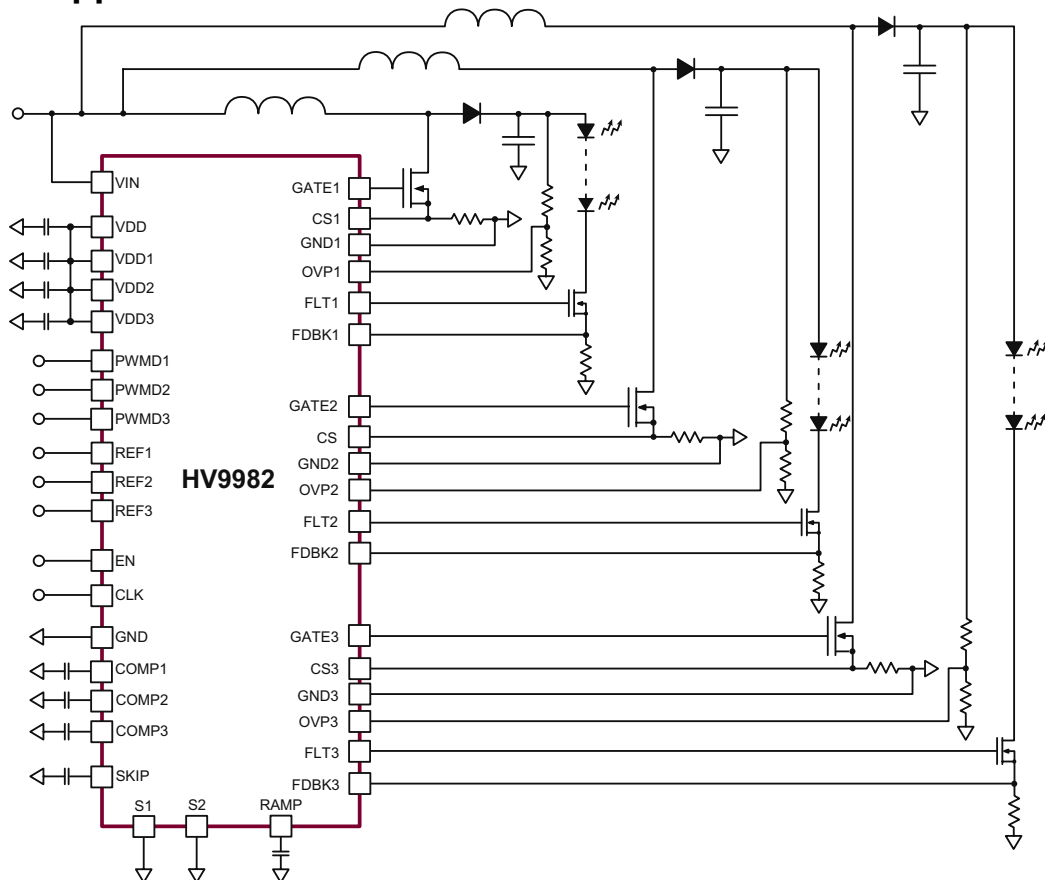 VIN
VDD
VDD1
VDD2
VDD3
PWMD1
PWMD2
PWMD3
REF1
REF2
REF3
EN
CLK
GND
COMP1
COMP2
COMP3
SKIP
HV9982
GATE1
CS1
GND1
OVP1
FLT1
FDBK1
GATE2
CS
GND2
OVP2
FLT2
FDBK2
GATE3
CS3
GND3
OVP3
FLT3
FDBK3
S1
S2
RAMP